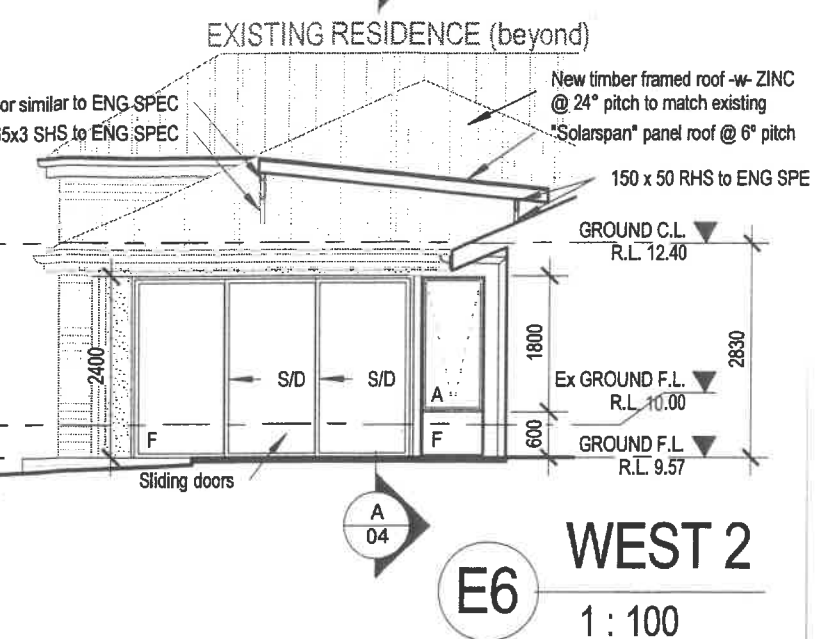 EXISTING RESIDENCE (beyond)
or similar to ENG SPEC
5x3 SHS to ENG SPEC
New timber framed roof -w- ZINC
@ 24° pitch to match existing
"Solarspan" panel roof @ 6° pitch
150 x 50 RHS to ENG SPE
GROUND C.L.
R.L. 12.40
2400
S/D
S/D
A
F
F
1800
600
2830
Ex GROUND F.L.
R.L. 10.00
GROUND F.L
R.L. 9.57
Sliding doors
A
04
E6
WEST 2
1 : 100